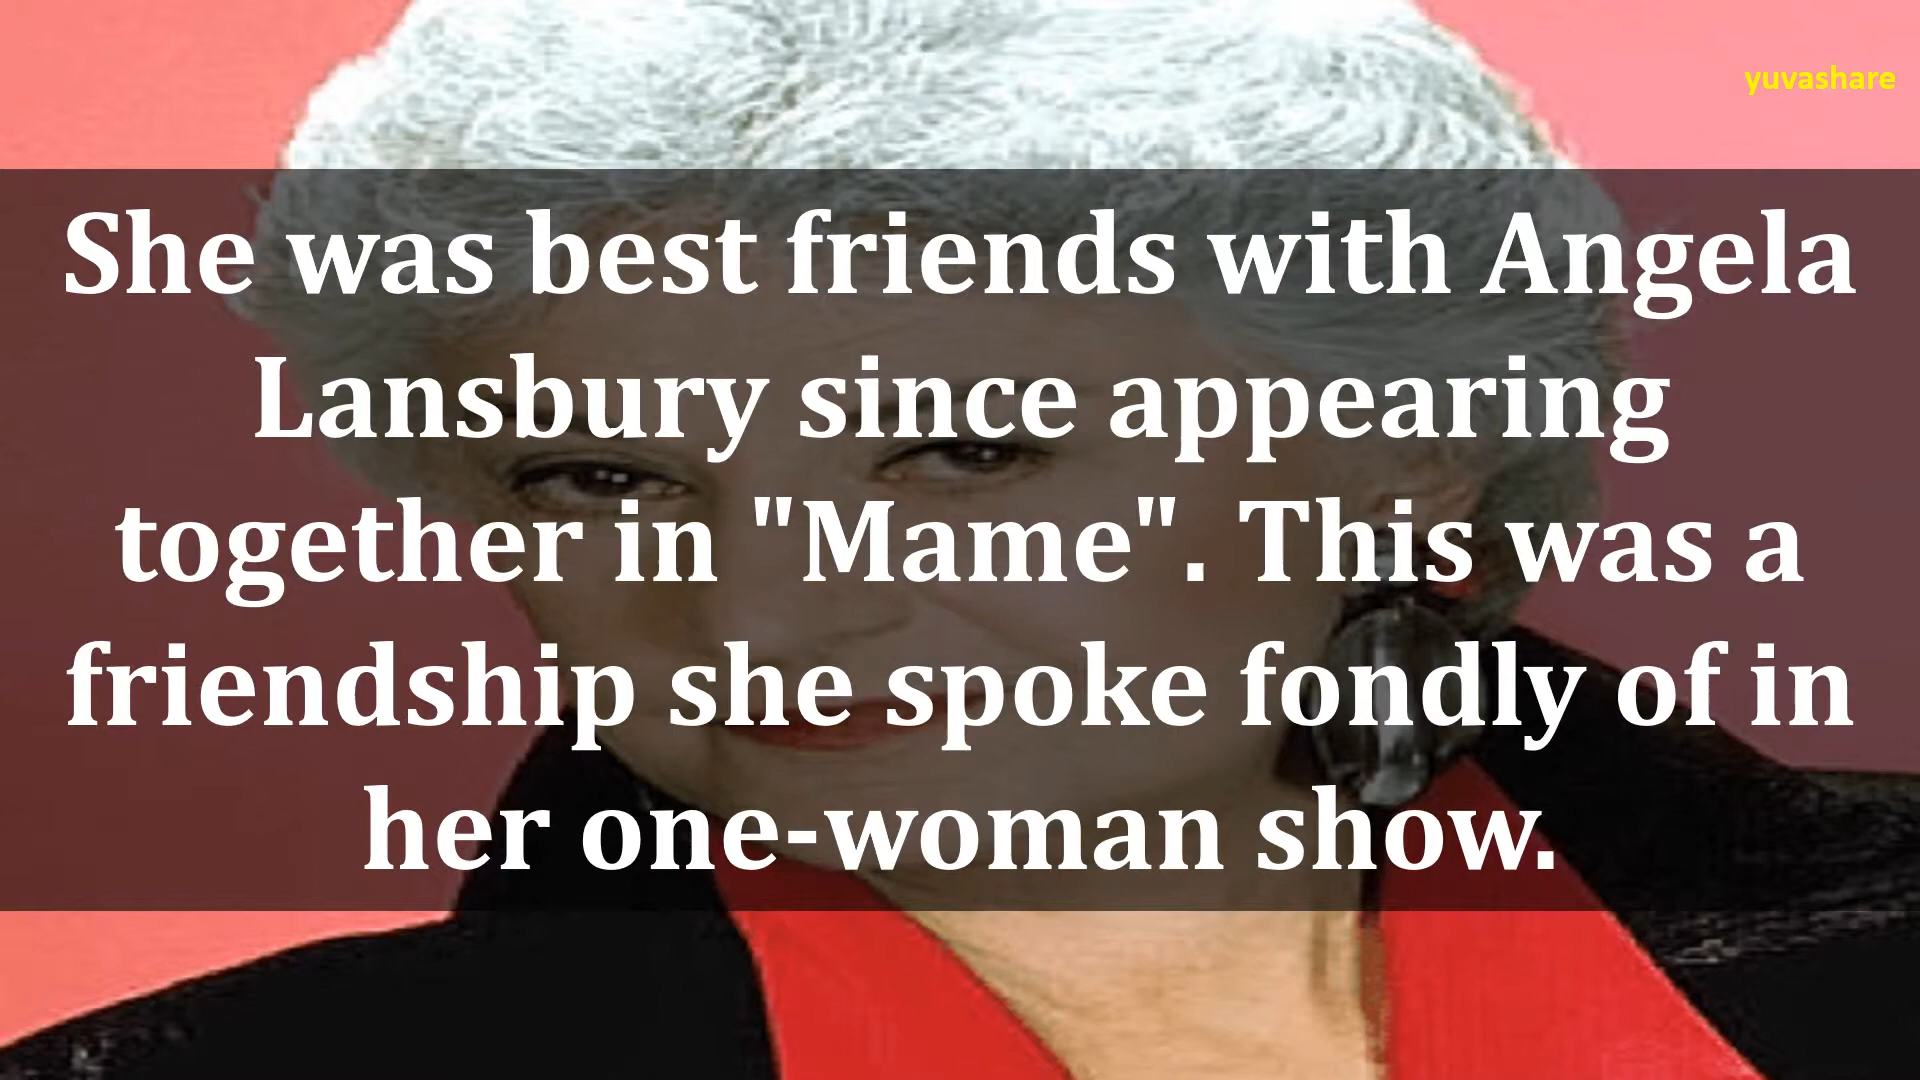 yuvashare
She was best friends with Angela
Lansbury since appearing
together in "Mame". This was a
friendship she spoke fondly of in
her one-woman show.